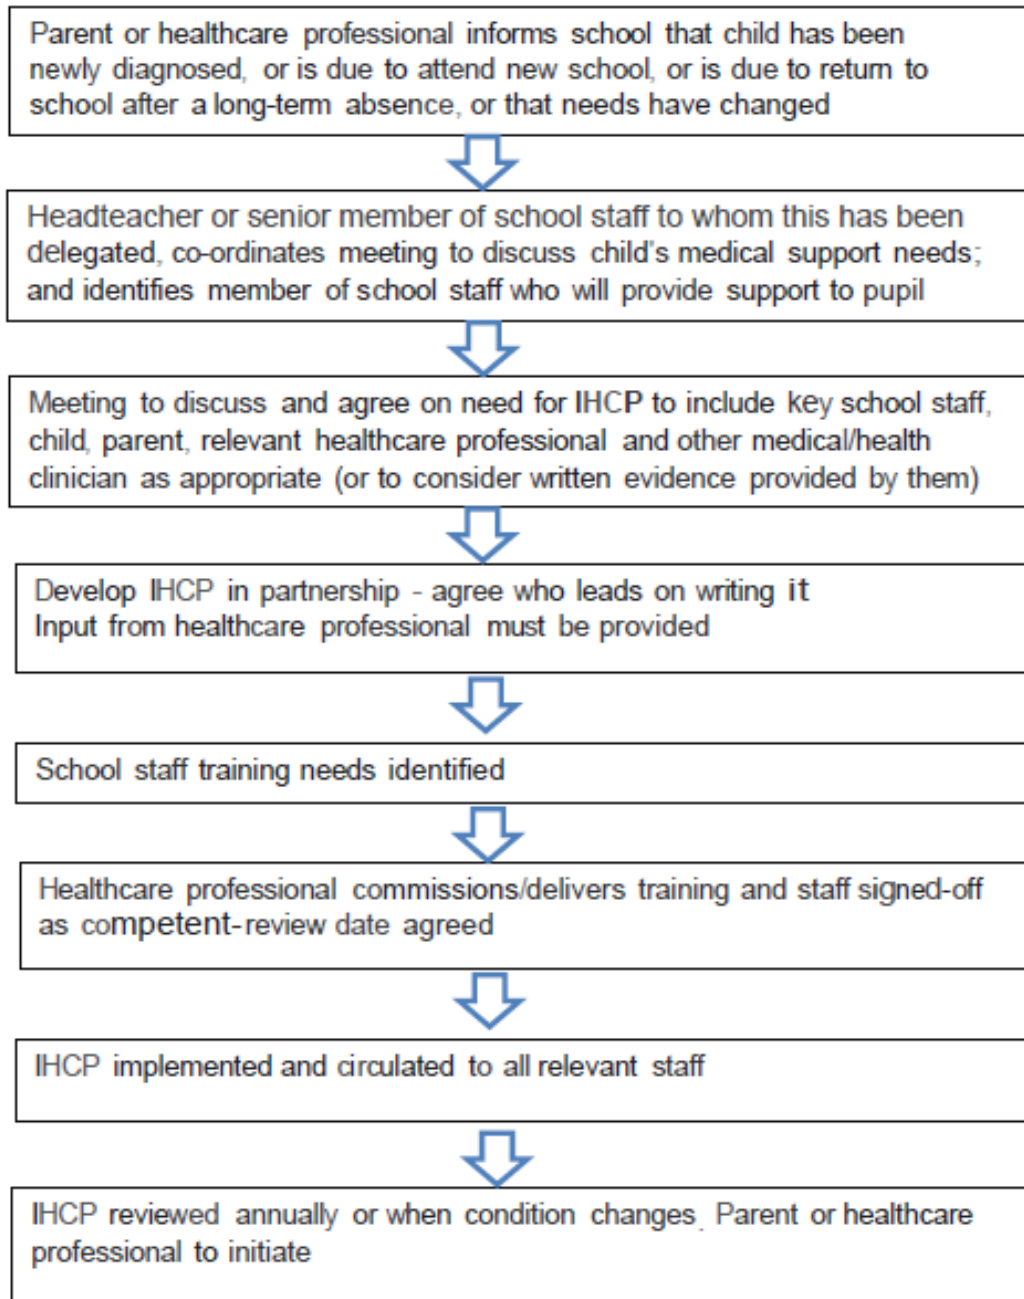 Parent or healthcare professional informs school that child has been
newly diagnosed, or is due to attend new school, or is due to return to
school after a long-term absence, or that needs have changed
Headteacher or senior member of school staff to whom this has been
delegated, co-ordinates meeting to discuss child's medical support needs;
and identifies member of school staff who will provide support to pupil
Meeting to discuss and agree on need for IHCP to include key school staff,
child, parent, relevant healthcare professional and other medical/health
clinician as appropriate (or to consider written evidence provided by them)
Develop IHCP in partnership - agree who leads on writing it
Input from healthcare professional must be provided
School staff training needs identified
Healthcare professional commissions/delivers training and staff signed-off
as competent-review date agreed
IHCP implemented and circulated to all relevant staff
IHCP reviewed annually or when condition changes. Parent or healthcare
professional to initiate